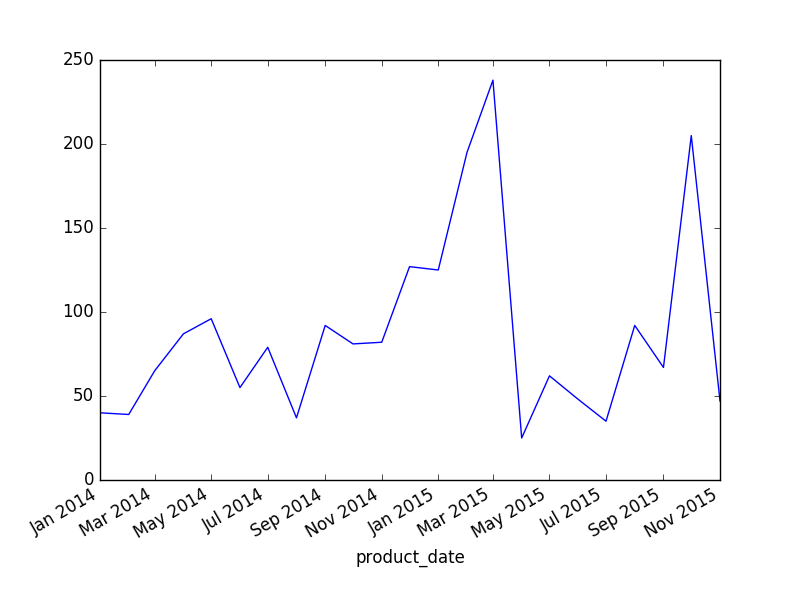 250
200
150
100
50
0
Jan 2014
Mar 2014
May 2014
Jul 2014
Sep 2014
Nov 2014
Jan 2015
Mar 2015
May 2015
Jul 2015
Sep 2015
Nov 2015
product_date